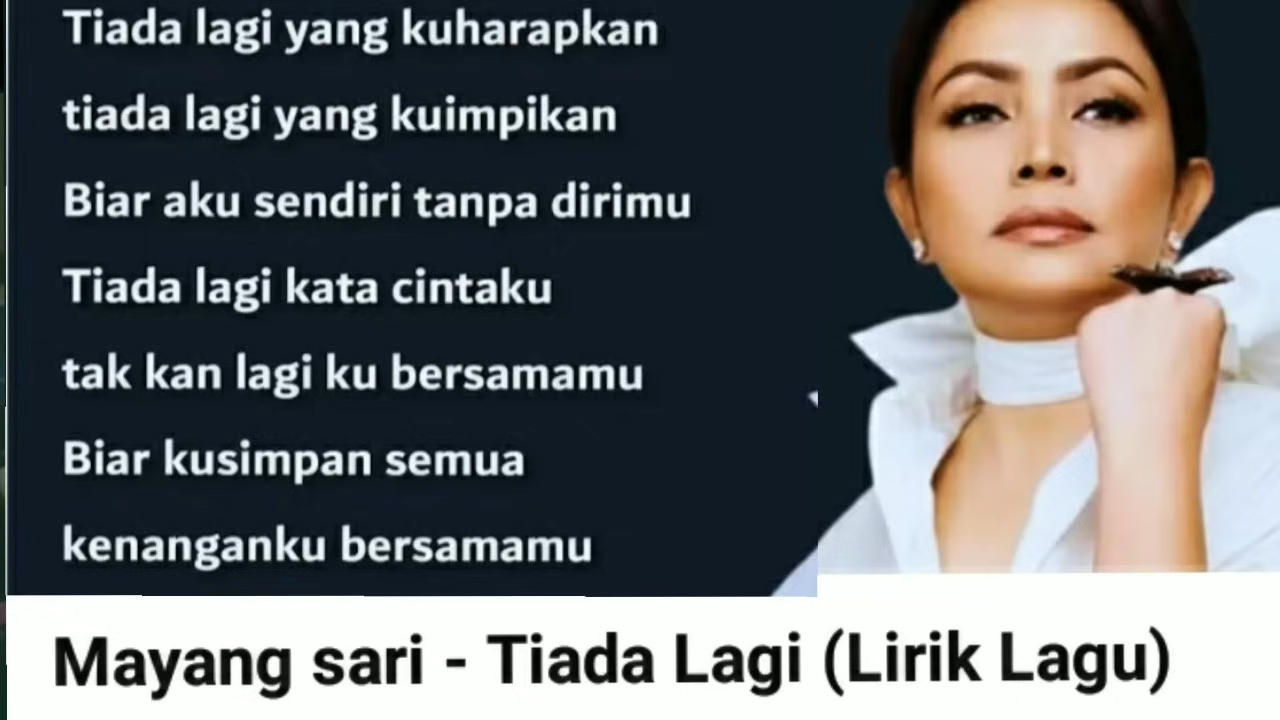 Tiada lagi yang kuharapkan
tiada lagi yang kuimpikan
Biar aku sendiri tanpa dirimu
Tiada lagi kata cintaku
tak kan lagi ku bersamamu
Biar kusimpan semua
kenanganku bersamamu
Mayang sari - Tiada Lagi (Lirik Lagu)